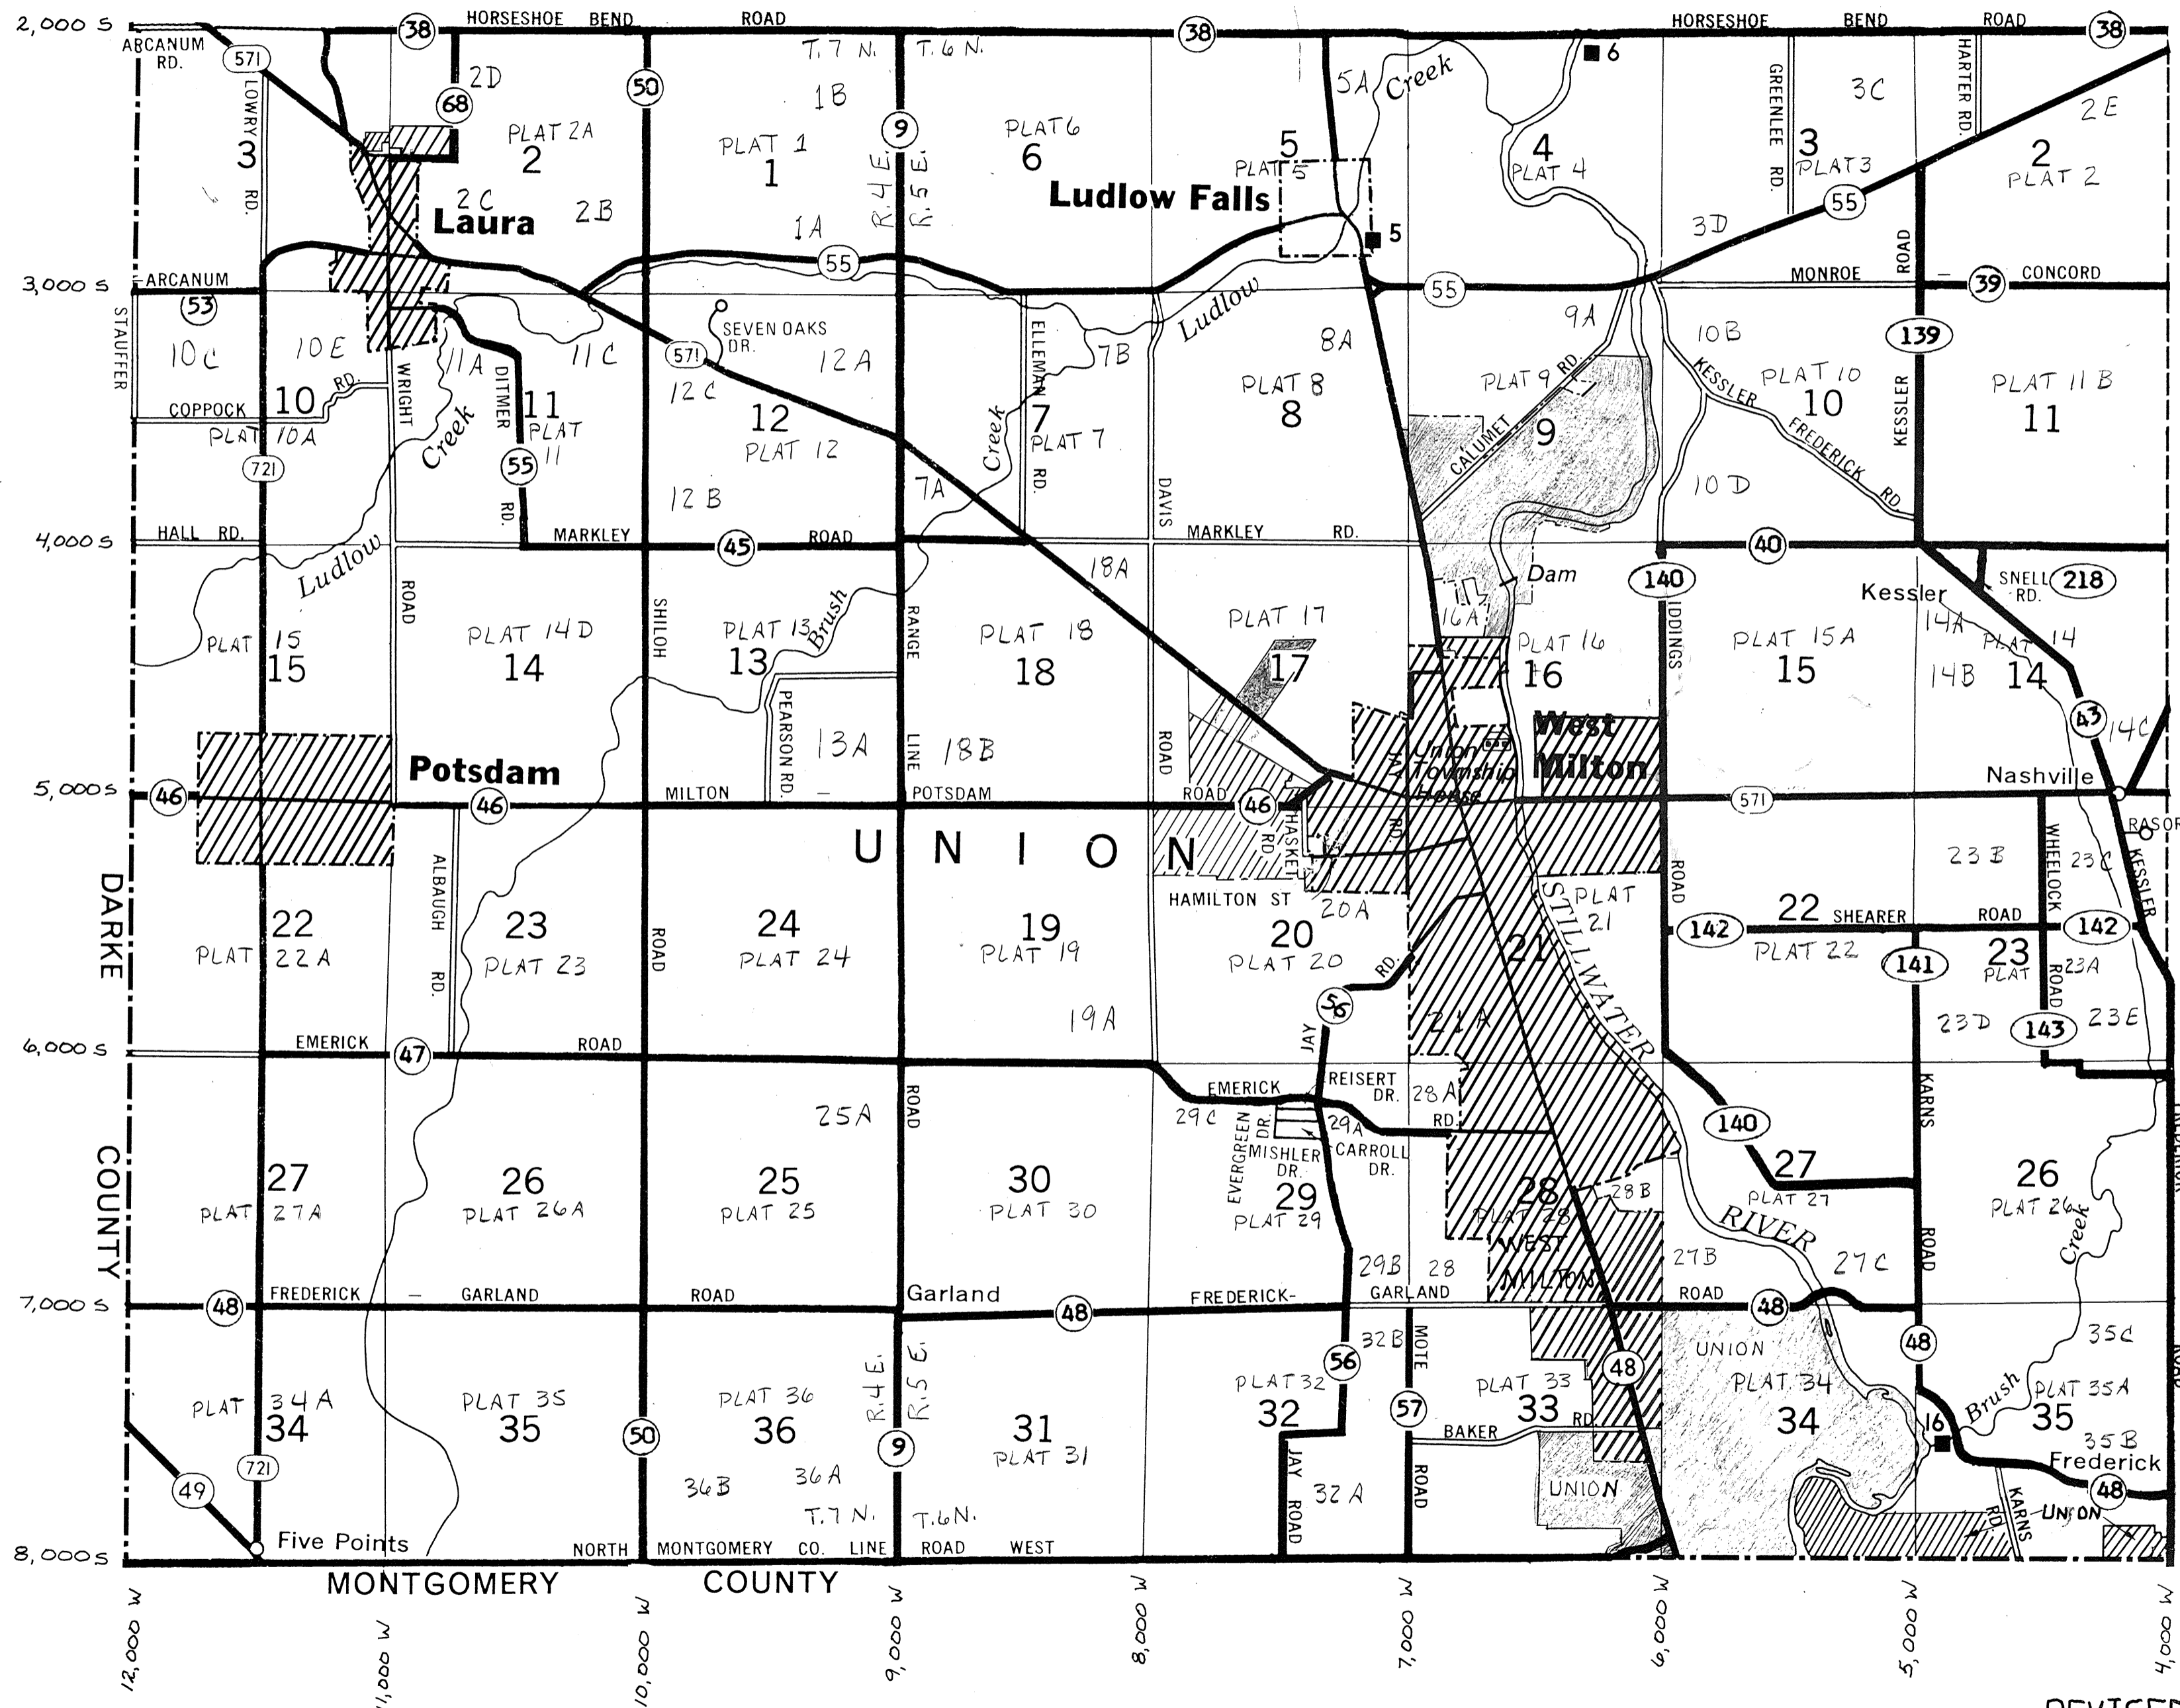 2,000 S
ARCANUM RD.
571
38
HORSESHOE BEND ROAD
38
HORSESHOE BEND ROAD
38
T. 7 N. T. 6 N.
LOWRY RD.
68
2D
50
1B
9
5A
Creek
6
GREENLEE RD.
3C
HARTER RD.
2E
3
PLAT 2A
2
PLAT 1
1
PLAT 6
6
5
PLAT 5
4
PLAT 4
3
PLAT 3
2
PLAT 2
R. 4 E. R. 5 E.
2C
Laura
2B
1A
Ludlow Falls
5
55
3D
55
3,000 S
ARCANUM
53
55
MONROE - CONCORD
ROAD
39
STAUFFER
10C
10E
11A
11C
571
SEVEN OAKS DR.
12A
ELLEMAN RD.
7B
Ludlow
8A
9A
10B
139
COPPOCK RD.
10
PLAT 10A
WRIGHT
DITMER RD.
11
PLAT 11
12C
12
PLAT 12
7
PLAT 7
PLAT 8
8
PLAT 9
9
CALUMET RD.
KESSLER FREDERICK RD.
PLAT 10
10
KESSLER
PLAT 11B
11
721
Creek
55
12B
7A
Creek
DAVIS
10D
4,000 S
HALL RD.
MARKLEY 45 ROAD
MARKLEY RD.
40
Ludlow
ROAD
SHILOH
Brush
RANGE
18A
Dam
140
IDDINGS
Kessler
SNELL RD.
218
PLAT 15
15
PLAT 14D
14
PLAT 13
13
PLAT 18
18
PLAT 17
17
16A
PLAT 16
16
PLAT 15A
15
14A
PLAT 14
14
14B
PEARSON RD.
13A
LINE
18B
ROAD
JAY RD.
Union Township House
West Milton
43
14C
Potsdam
Nashville
5,000 S
46
46
MILTON - POTSDAM ROAD
46
571
HASKET RD
RASOR
UNION
DARKE COUNTY
ALBAUGH RD.
HAMILTON ST
20A
STILLWATER RIVER
PLAT 21
21
ROAD
23B
WHEELOCK ROAD
23C
KESSLER
22
PLAT 22A
23
PLAT 23
ROAD
24
PLAT 24
19
PLAT 19
20
PLAT 20
142
22
SHEARER ROAD
PLAT 22
142
141
23
PLAT 23A
RD.
56
JAY
19A
21A
23D
143
23E
6,000 S
EMERICK 47 ROAD
EMERICK RD.
REISERT DR.
28A
25A
ROAD
29C
29A
EVERGREEN DR.
MISHLER DR.
CARROLL DR.
140
KARNS ROAD
27
PLAT 27A
26
PLAT 26A
25
PLAT 25
30
PLAT 30
29
PLAT 29
28
PLAT 28
28B
27
PLAT 27
26
PLAT 26
Creek
WEST MILTON
29B
28
27B
27C
7,000 S
48
FREDERICK - GARLAND ROAD
Garland
48
FREDERICK- GARLAND ROAD
48
R. 4 E. R. 5 E.
32B
56
MOTE ROAD
48
UNION
48
35C
PLAT 34A
34
PLAT 35
35
PLAT 36
36
31
PLAT 31
PLAT 32
32
57
PLAT 33
33
BAKER RD.
PLAT 34
34
16
Brush
PLAT 35A
35
50
9
35B
Frederick
721
49
36B
36A
JAY ROAD
32A
UNION
48
KARNS RD.
UNION
T. 7 N. T. 6 N.
Five Points
8,000 S
NORTH MONTGOMERY CO. LINE ROAD WEST
MONTGOMERY COUNTY
12,000 W
11,000 W
10,000 W
9,000 W
8,000 W
7,000 W
6,000 W
5,000 W
4,000 W